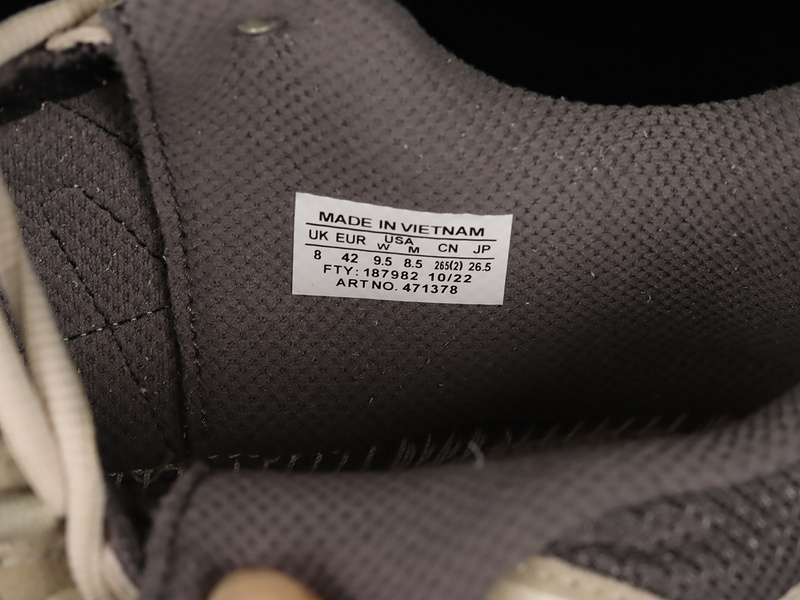 MADE IN VIETNAM
UK EUR USA CN JP
W M
8 42 9.5 8.5 265(2) 26.5
FTY: 187982 10/22
ART NO. 471378